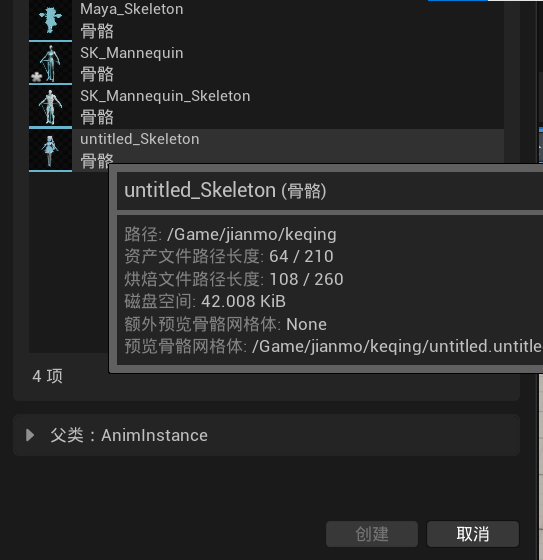 Maya_Skeleton
骨骼
SK_Mannequin
骨骼
SK_Mannequin_Skeleton
骨骼
untitled_Skeleton
骨骼
untitled_Skeleton (骨骼)
路径: /Game/jianmo/keqing
资产文件路径长度: 64 / 210
烘焙文件路径长度: 108 / 260
磁盘空间: 42.008 KiB
额外预览骨骼网格体: None
预览骨骼网格体: /Game/jianmo/keqing/untitled.untitle
4 项
父类：AnimInstance
创建
取消